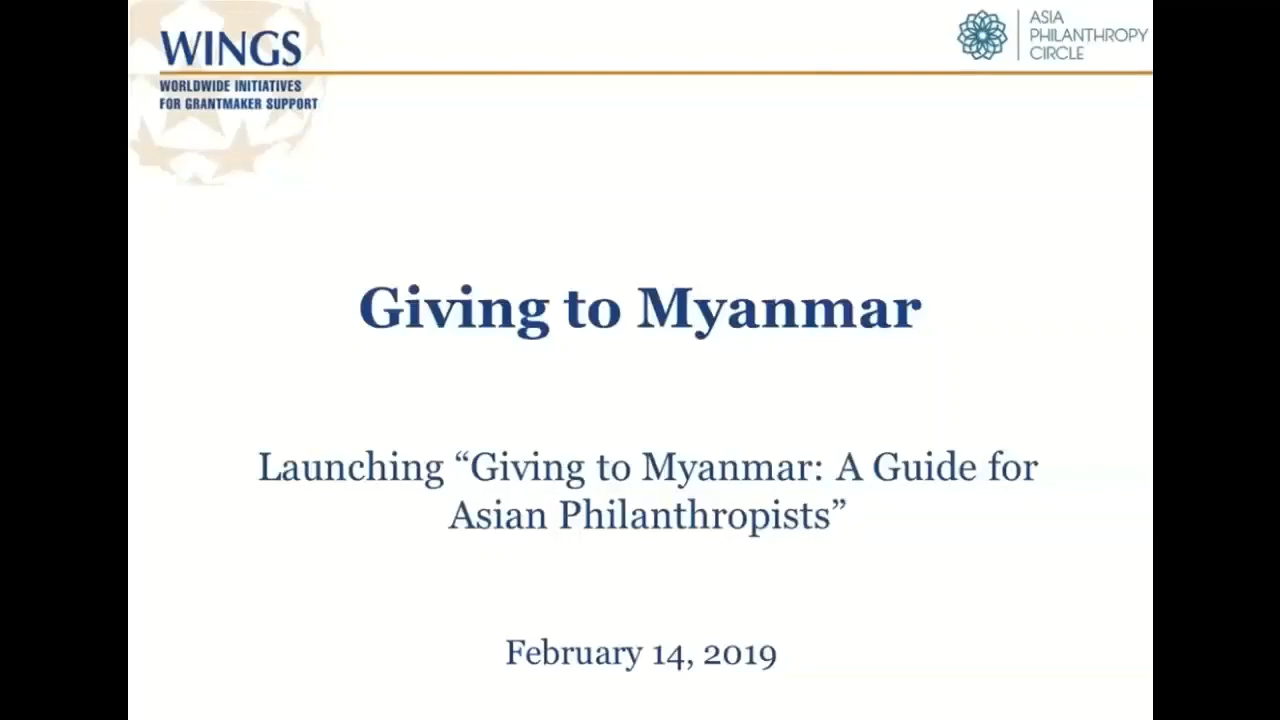 WINGS
WORLDWIDE INITIATIVES
FOR GRANTMAKER SUPPORT
ASIA
PHILANTHROPY
CIRCLE
Giving to Myanmar
Launching “Giving to Myanmar: A Guide for
Asian Philanthropists”
February 14, 2019